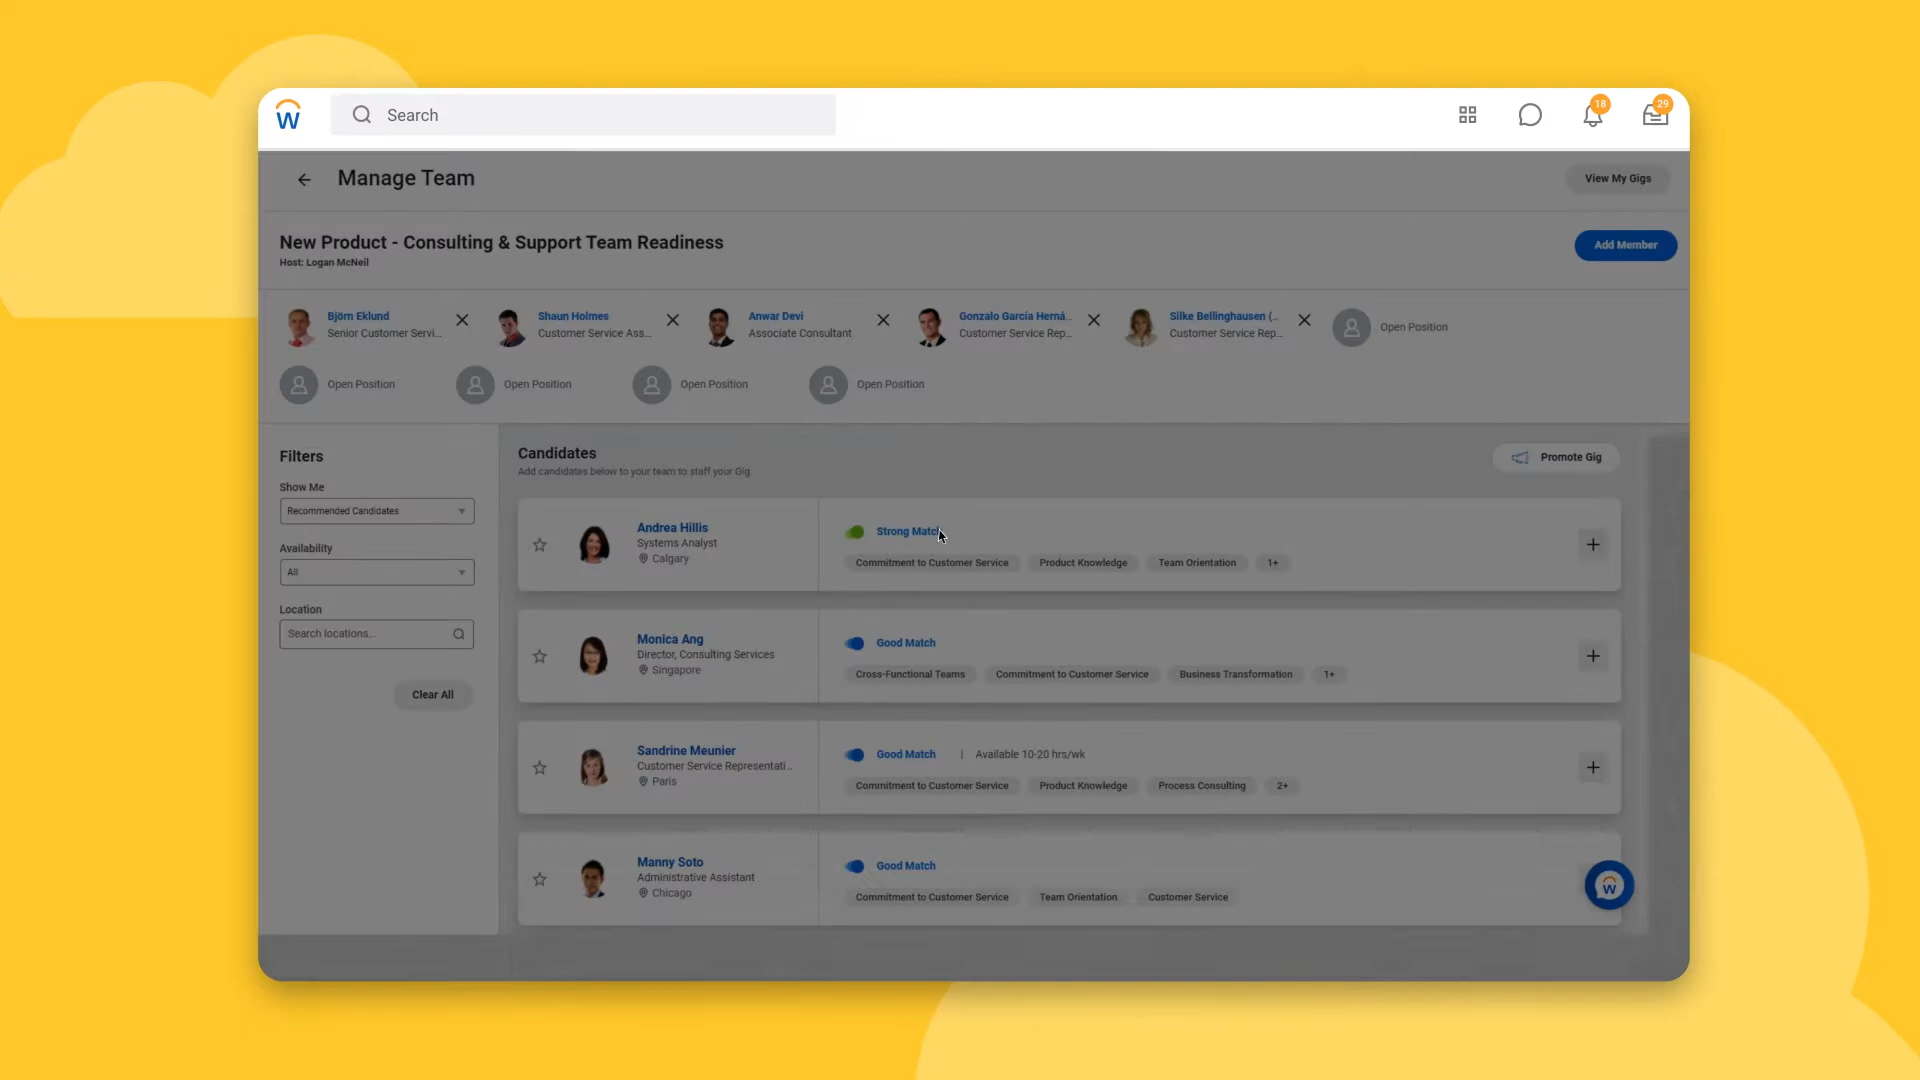 W
Search
18
29
Manage Team
View My Gigs
New Product - Consulting & Support Team Readiness
Host: Logan McNeil
Add Member
Björn Eklund
Senior Customer Servi...
Shaun Holmes
Customer Service Ass...
Anwar Devi
Associate Consultant
Gonzalo García Herná...
Customer Service Rep...
Silke Bellinghausen (...
Customer Service Rep...
Open Position
Open Position
Open Position
Open Position
Open Position
Filters
Show Me
Recommended Candidates
Availability
All
Location
Search locations...
Clear All
Candidates
Add candidates below to your team to staff your Gig
Promote Gig
Andrea Hillis
Systems Analyst
Calgary
Strong Match
Commitment to Customer Service Product Knowledge Team Orientation 1+
Monica Ang
Director, Consulting Services
Singapore
Good Match
Cross-Functional Teams Commitment to Customer Service Business Transformation 1+
Sandrine Meunier
Customer Service Representati...
Paris
Good Match | Available 10-20 hrs/wk
Commitment to Customer Service Product Knowledge Process Consulting 2+
Manny Soto
Administrative Assistant
Chicago
Good Match
Commitment to Customer Service Team Orientation Customer Service
W